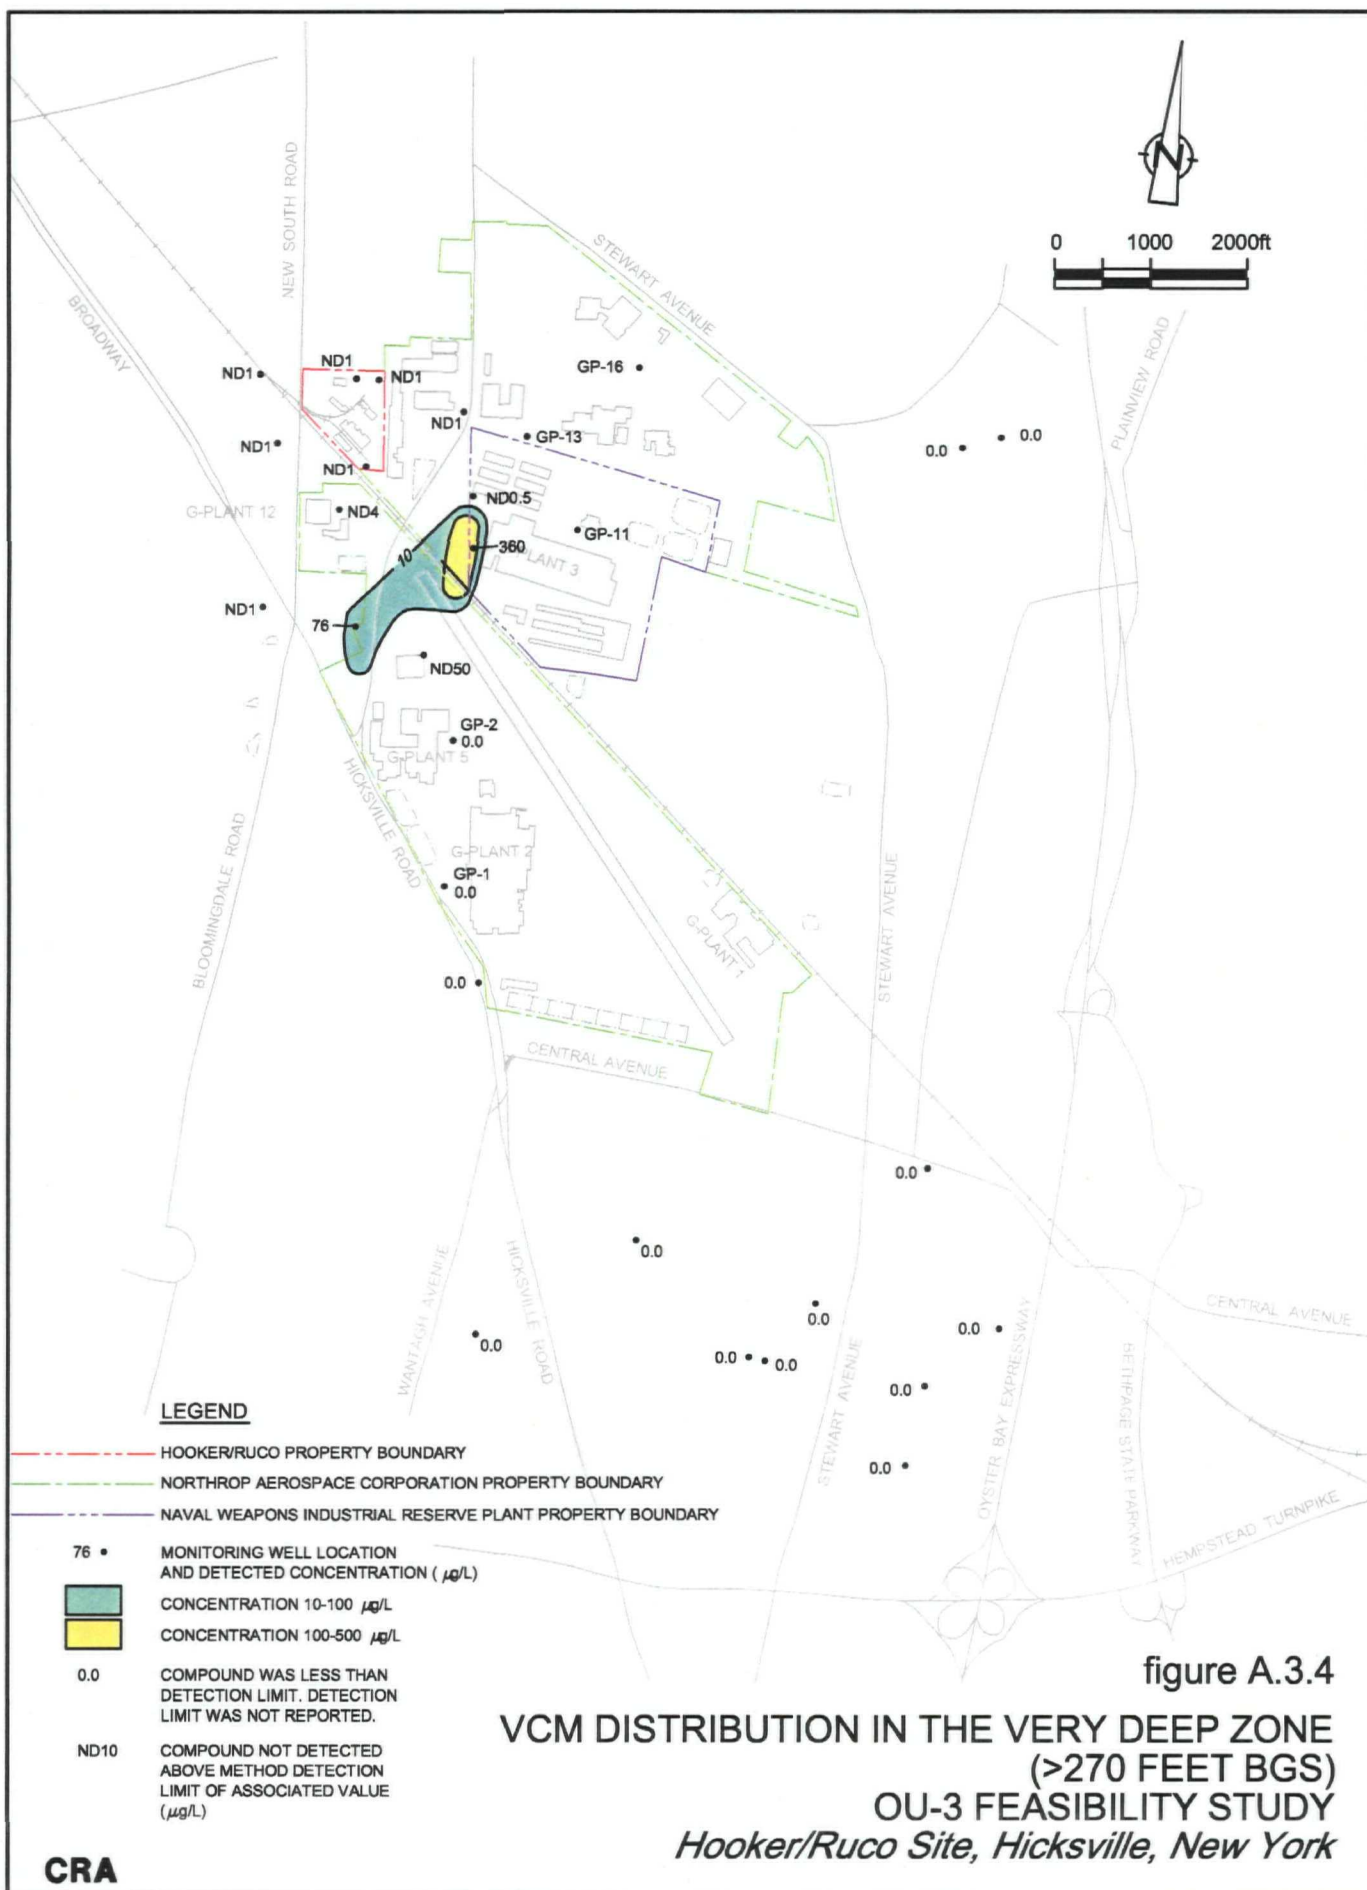 N
0 1000 2000ft
NEW SOUTH ROAD
BROADWAY
STEWART AVENUE
PLAINVIEW ROAD
ND1
ND1
ND1
GP-16
ND1
ND1
GP-13
0.0
0.0
ND1
G-PLANT 12
ND4
ND0.5
GP-11
10
360
PLANT 3
ND1
76
ND50
GP-2
0.0
G-PLANT 5
HICKSVILLE ROAD
BLOOMINGDALE ROAD
G-PLANT 2
GP-1
0.0
G-PLANT 1
STEWART AVENUE
0.0
CENTRAL AVENUE
0.0
0.0
WANTAGH AVENUE
HICKSVILLE ROAD
0.0
0.0
0.0
0.0
0.0
CENTRAL AVENUE
0.0
STEWART AVENUE
OYSTER BAY EXPRESSWAY
BETHPAGE STATE PARKWAY
0.0
HEMPSTEAD TURNPIKE
LEGEND
HOOKER/RUCO PROPERTY BOUNDARY
NORTHROP AEROSPACE CORPORATION PROPERTY BOUNDARY
NAVAL WEAPONS INDUSTRIAL RESERVE PLANT PROPERTY BOUNDARY
76 • MONITORING WELL LOCATION
AND DETECTED CONCENTRATION ( µg/L)
CONCENTRATION 10-100 µg/L
CONCENTRATION 100-500 µg/L
0.0 COMPOUND WAS LESS THAN
DETECTION LIMIT. DETECTION
LIMIT WAS NOT REPORTED.
ND10 COMPOUND NOT DETECTED
ABOVE METHOD DETECTION
LIMIT OF ASSOCIATED VALUE
(µg/L)
figure A.3.4
VCM DISTRIBUTION IN THE VERY DEEP ZONE
(>270 FEET BGS)
OU-3 FEASIBILITY STUDY
Hooker/Ruco Site, Hicksville, New York
CRA